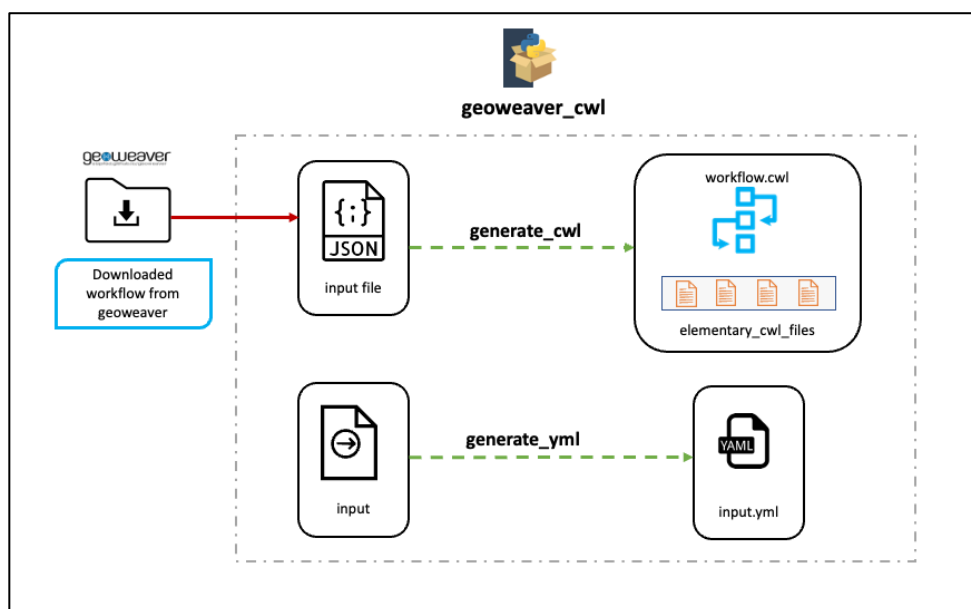 geoweaver_cwl
geoweaver
Downloaded
workflow from
geoweaver
{;}
JSON
input file
generate_cwl
workflow.cwl
elementary_cwl_files
input
generate_yml
YAML
input.yml